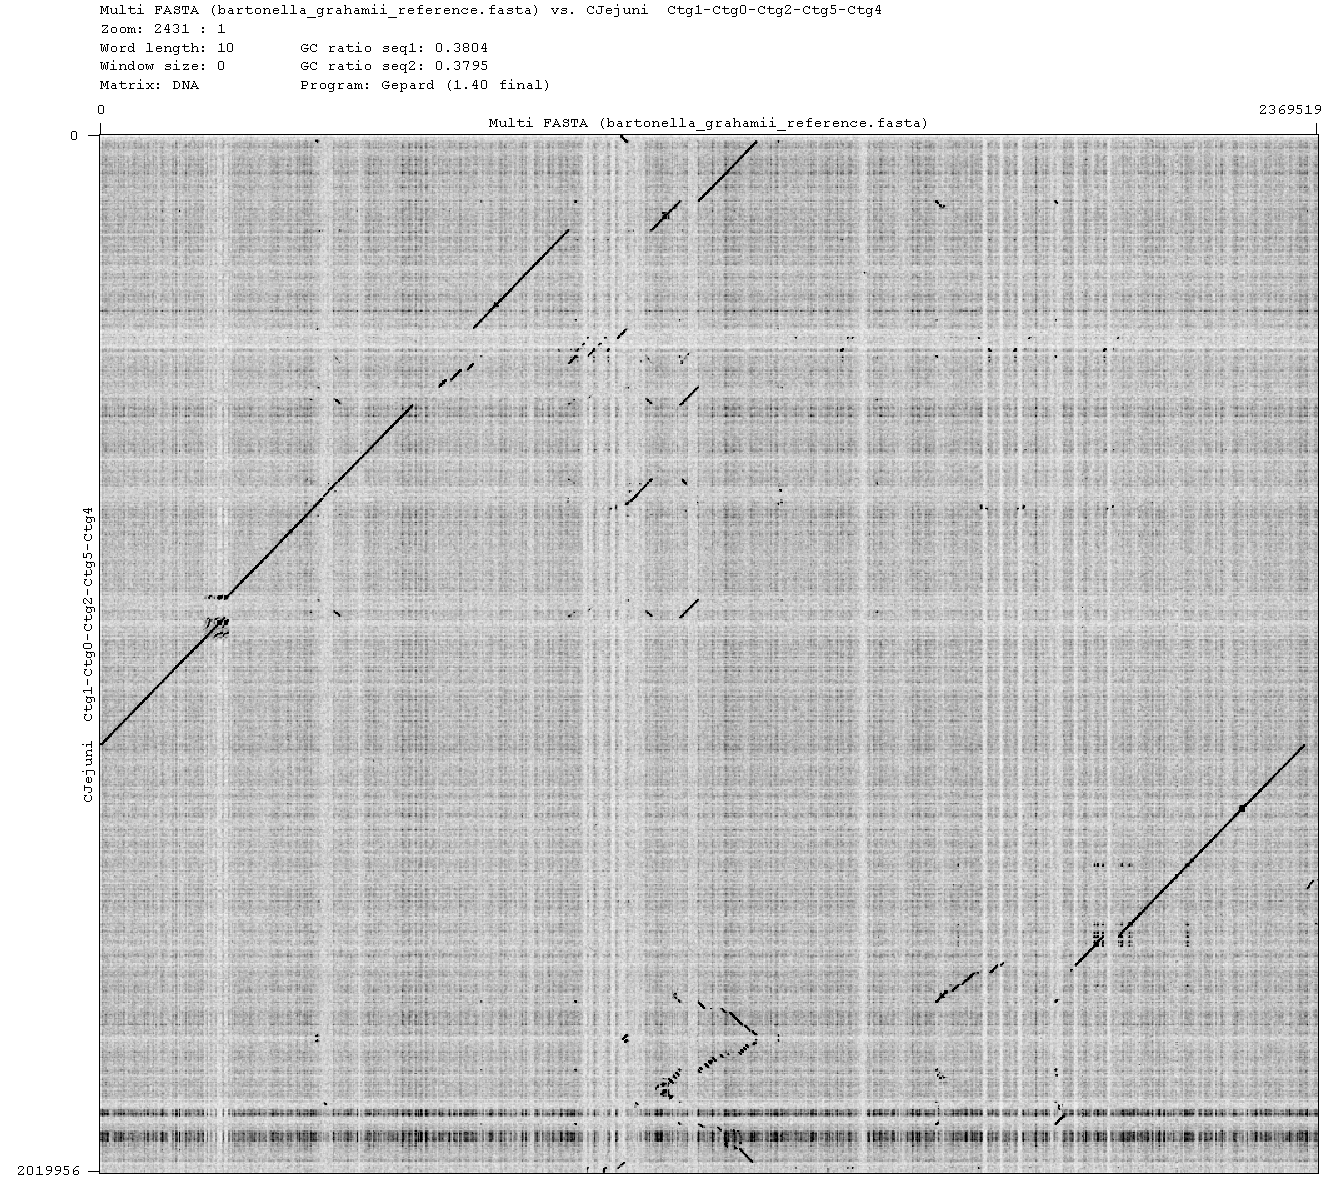 Multi FASTA (bartonella_grahamii_reference.fasta) vs. CJejuni  Ctg1-Ctg0-Ctg2-Ctg5-Ctg4
Zoom: 2431 : 1
Word length: 10 GC ratio seq1: 0.3804
Window size: 0 GC ratio seq2: 0.3795
Matrix: DNA Program: Gepard (1.40 final)
0 2369519
Multi FASTA (bartonella_grahamii_reference.fasta)
0
CJejuni  Ctg1-Ctg0-Ctg2-Ctg5-Ctg4
2019956